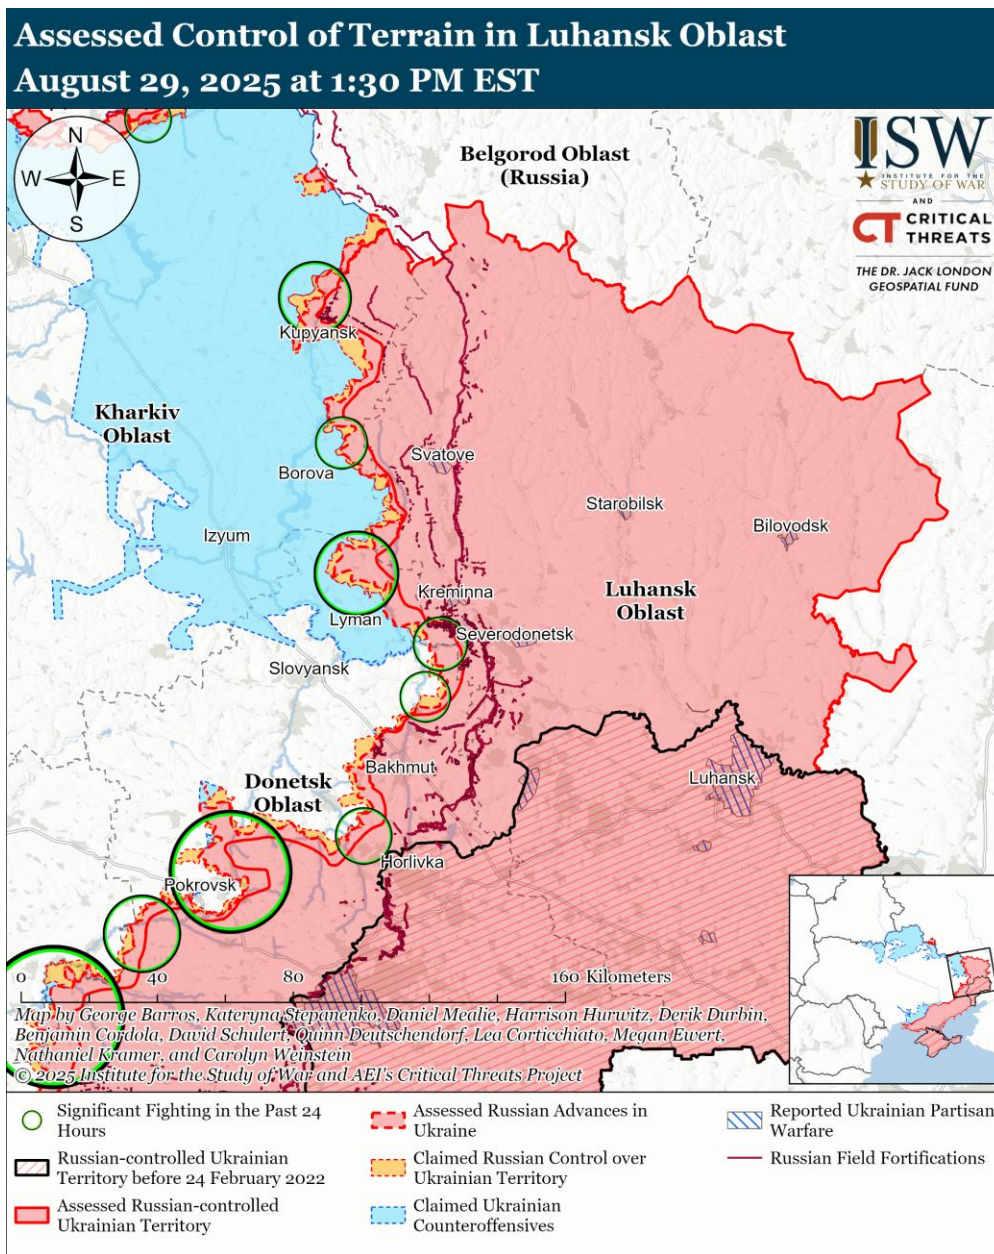 Assessed Control of Terrain in Luhansk Oblast
August 29, 2025 at 1:30 PM EST
N
W
E
S
Belgorod Oblast
(Russia)
ISW
INSTITUTE FOR THE
STUDY OF WAR
AND
CT CRITICAL
THREATS
THE DR. JACK LONDON
GEOSPATIAL FUND
Kupyansk
Kharkiv
Oblast
Svatove
Borova
Starobilsk
Bilovodsk
Izyum
Kreminna
Luhansk
Oblast
Lyman
Severodonetsk
Slovyansk
Bakhmut
Luhansk
Donetsk
Oblast
Horlivka
Pokrovsk
0
40
80
160 Kilometers
Map by George Barros, Kateryna Stepanenko, Daniel Mealie, Harrison Hurwitz, Derik Durbin,
Benjamin Cordola, David Schulert, Quinn Deutschendorf, Lea Corticchiato, Megan Ewert,
Nathaniel Kramer, and Carolyn Weinstein
© 2025 Institute for the Study of War and AEI's Critical Threats Project
Significant Fighting in the Past 24
Hours
Russian-controlled Ukrainian
Territory before 24 February 2022
Assessed Russian-controlled
Ukrainian Territory
Assessed Russian Advances in
Ukraine
Claimed Russian Control over
Ukrainian Territory
Claimed Ukrainian
Counteroffensives
Reported Ukrainian Partisan
Warfare
Russian Field Fortifications